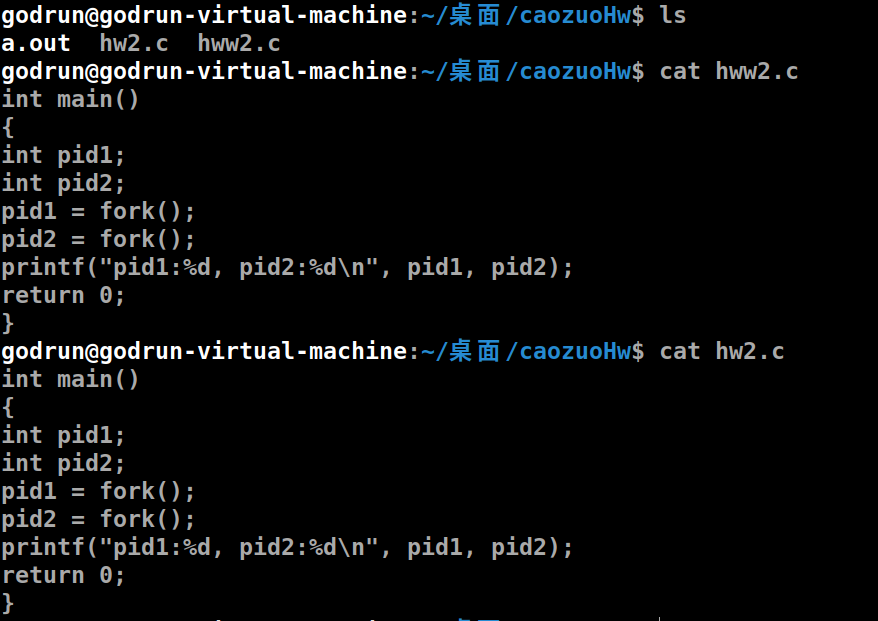 godrun@godrun-virtual-machine:~/桌面/caozuoHw$ ls
a.out  hw2.c  hww2.c
godrun@godrun-virtual-machine:~/桌面/caozuoHw$ cat hww2.c
int main()
{
int pid1;
int pid2;
pid1 = fork();
pid2 = fork();
printf("pid1:%d, pid2:%d\n", pid1, pid2);
return 0;
}
godrun@godrun-virtual-machine:~/桌面/caozuoHw$ cat hw2.c
int main()
{
int pid1;
int pid2;
pid1 = fork();
pid2 = fork();
printf("pid1:%d, pid2:%d\n", pid1, pid2);
return 0;
}